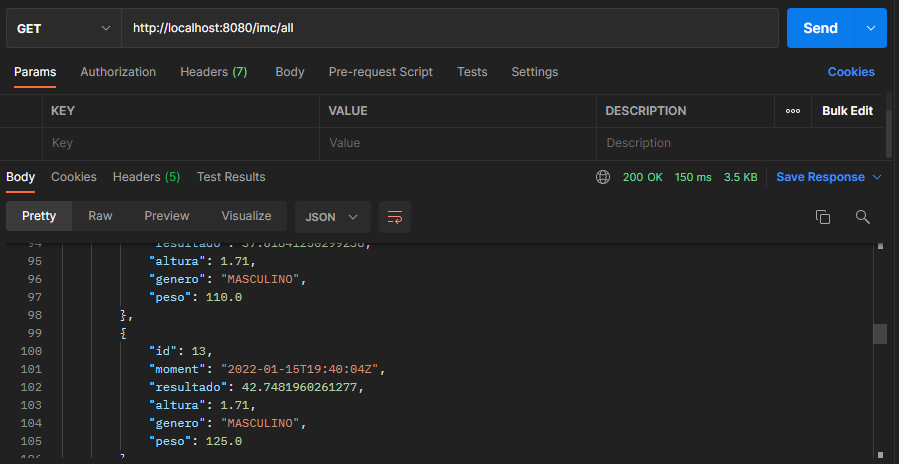 GET http://localhost:8080/imc/all Send
Params Authorization Headers (7) Body Pre-request Script Tests Settings Cookies
KEY VALUE DESCRIPTION ooo Bulk Edit
Key Value Description
Body Cookies Headers (5) Test Results 200 OK 150 ms 3.5 KB Save Response
Pretty Raw Preview Visualize JSON
94 "resultado": 37.61841250299238,
95 "altura": 1.71,
96 "genero": "MASCULINO",
97 "peso": 110.0
98 },
99 {
100 "id": 13,
101 "moment": "2022-01-15T19:40:04Z",
102 "resultado": 42.7481960261277,
103 "altura": 1.71,
104 "genero": "MASCULINO",
105 "peso": 125.0
106 }